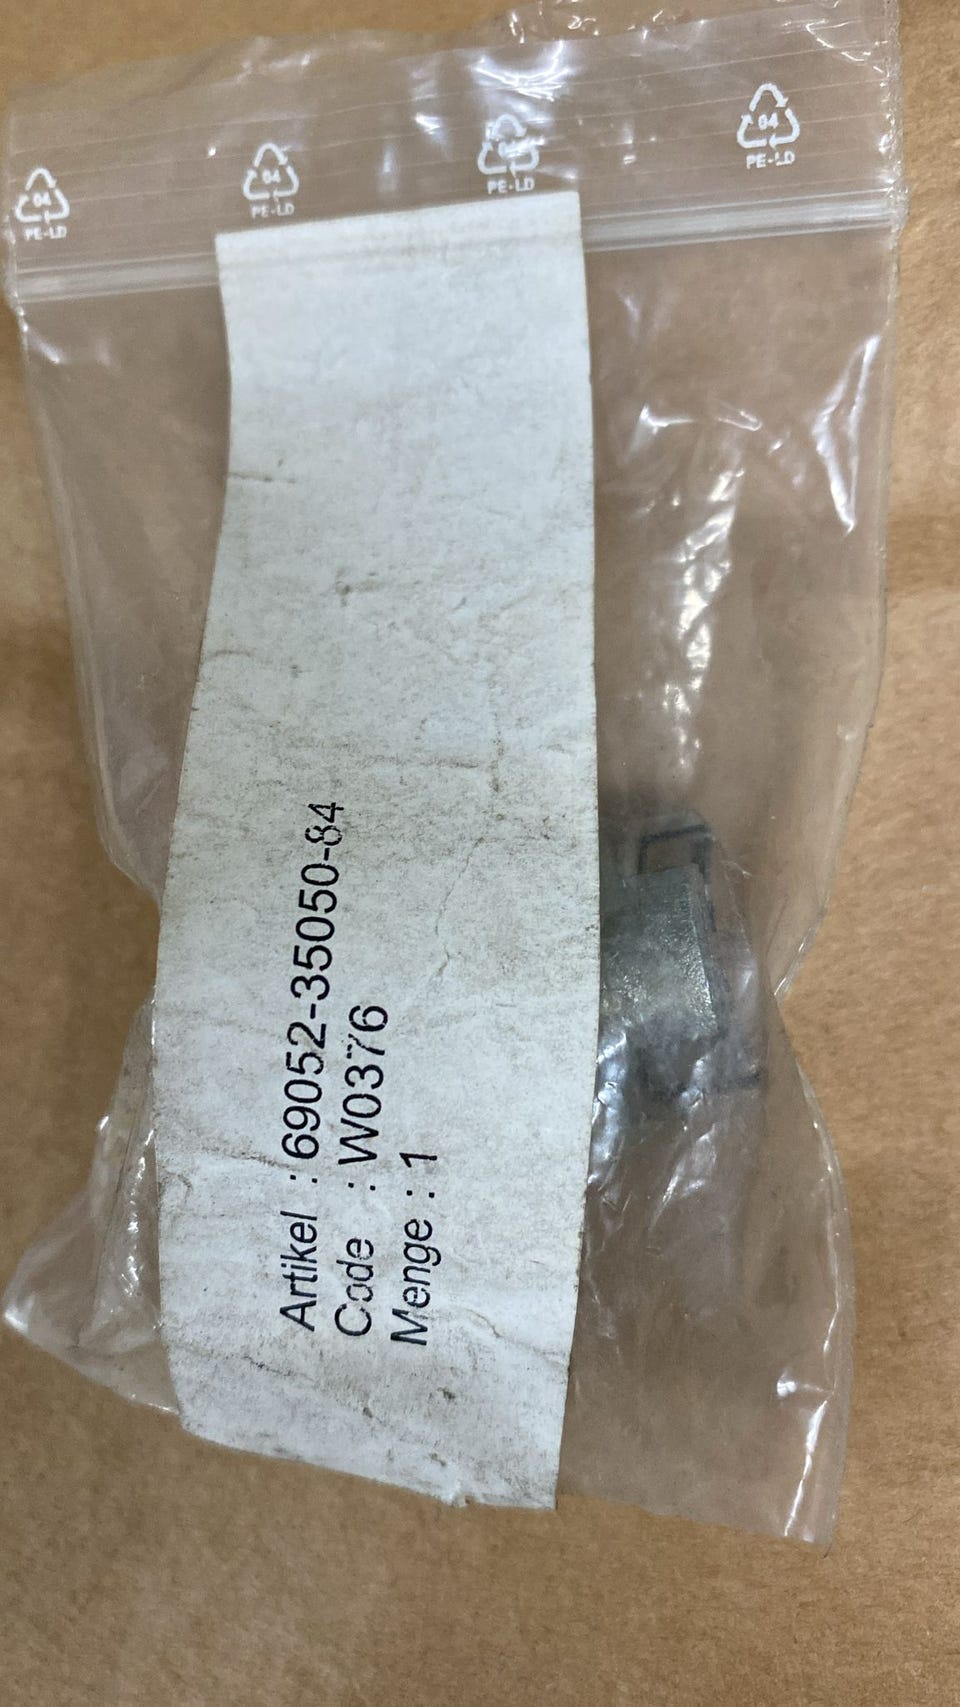 04
PE-LD
04
PE-LD
PE-LD
04
PE-LD
Artikel : 69052-35050-84
Code : W0376
Menge : 1